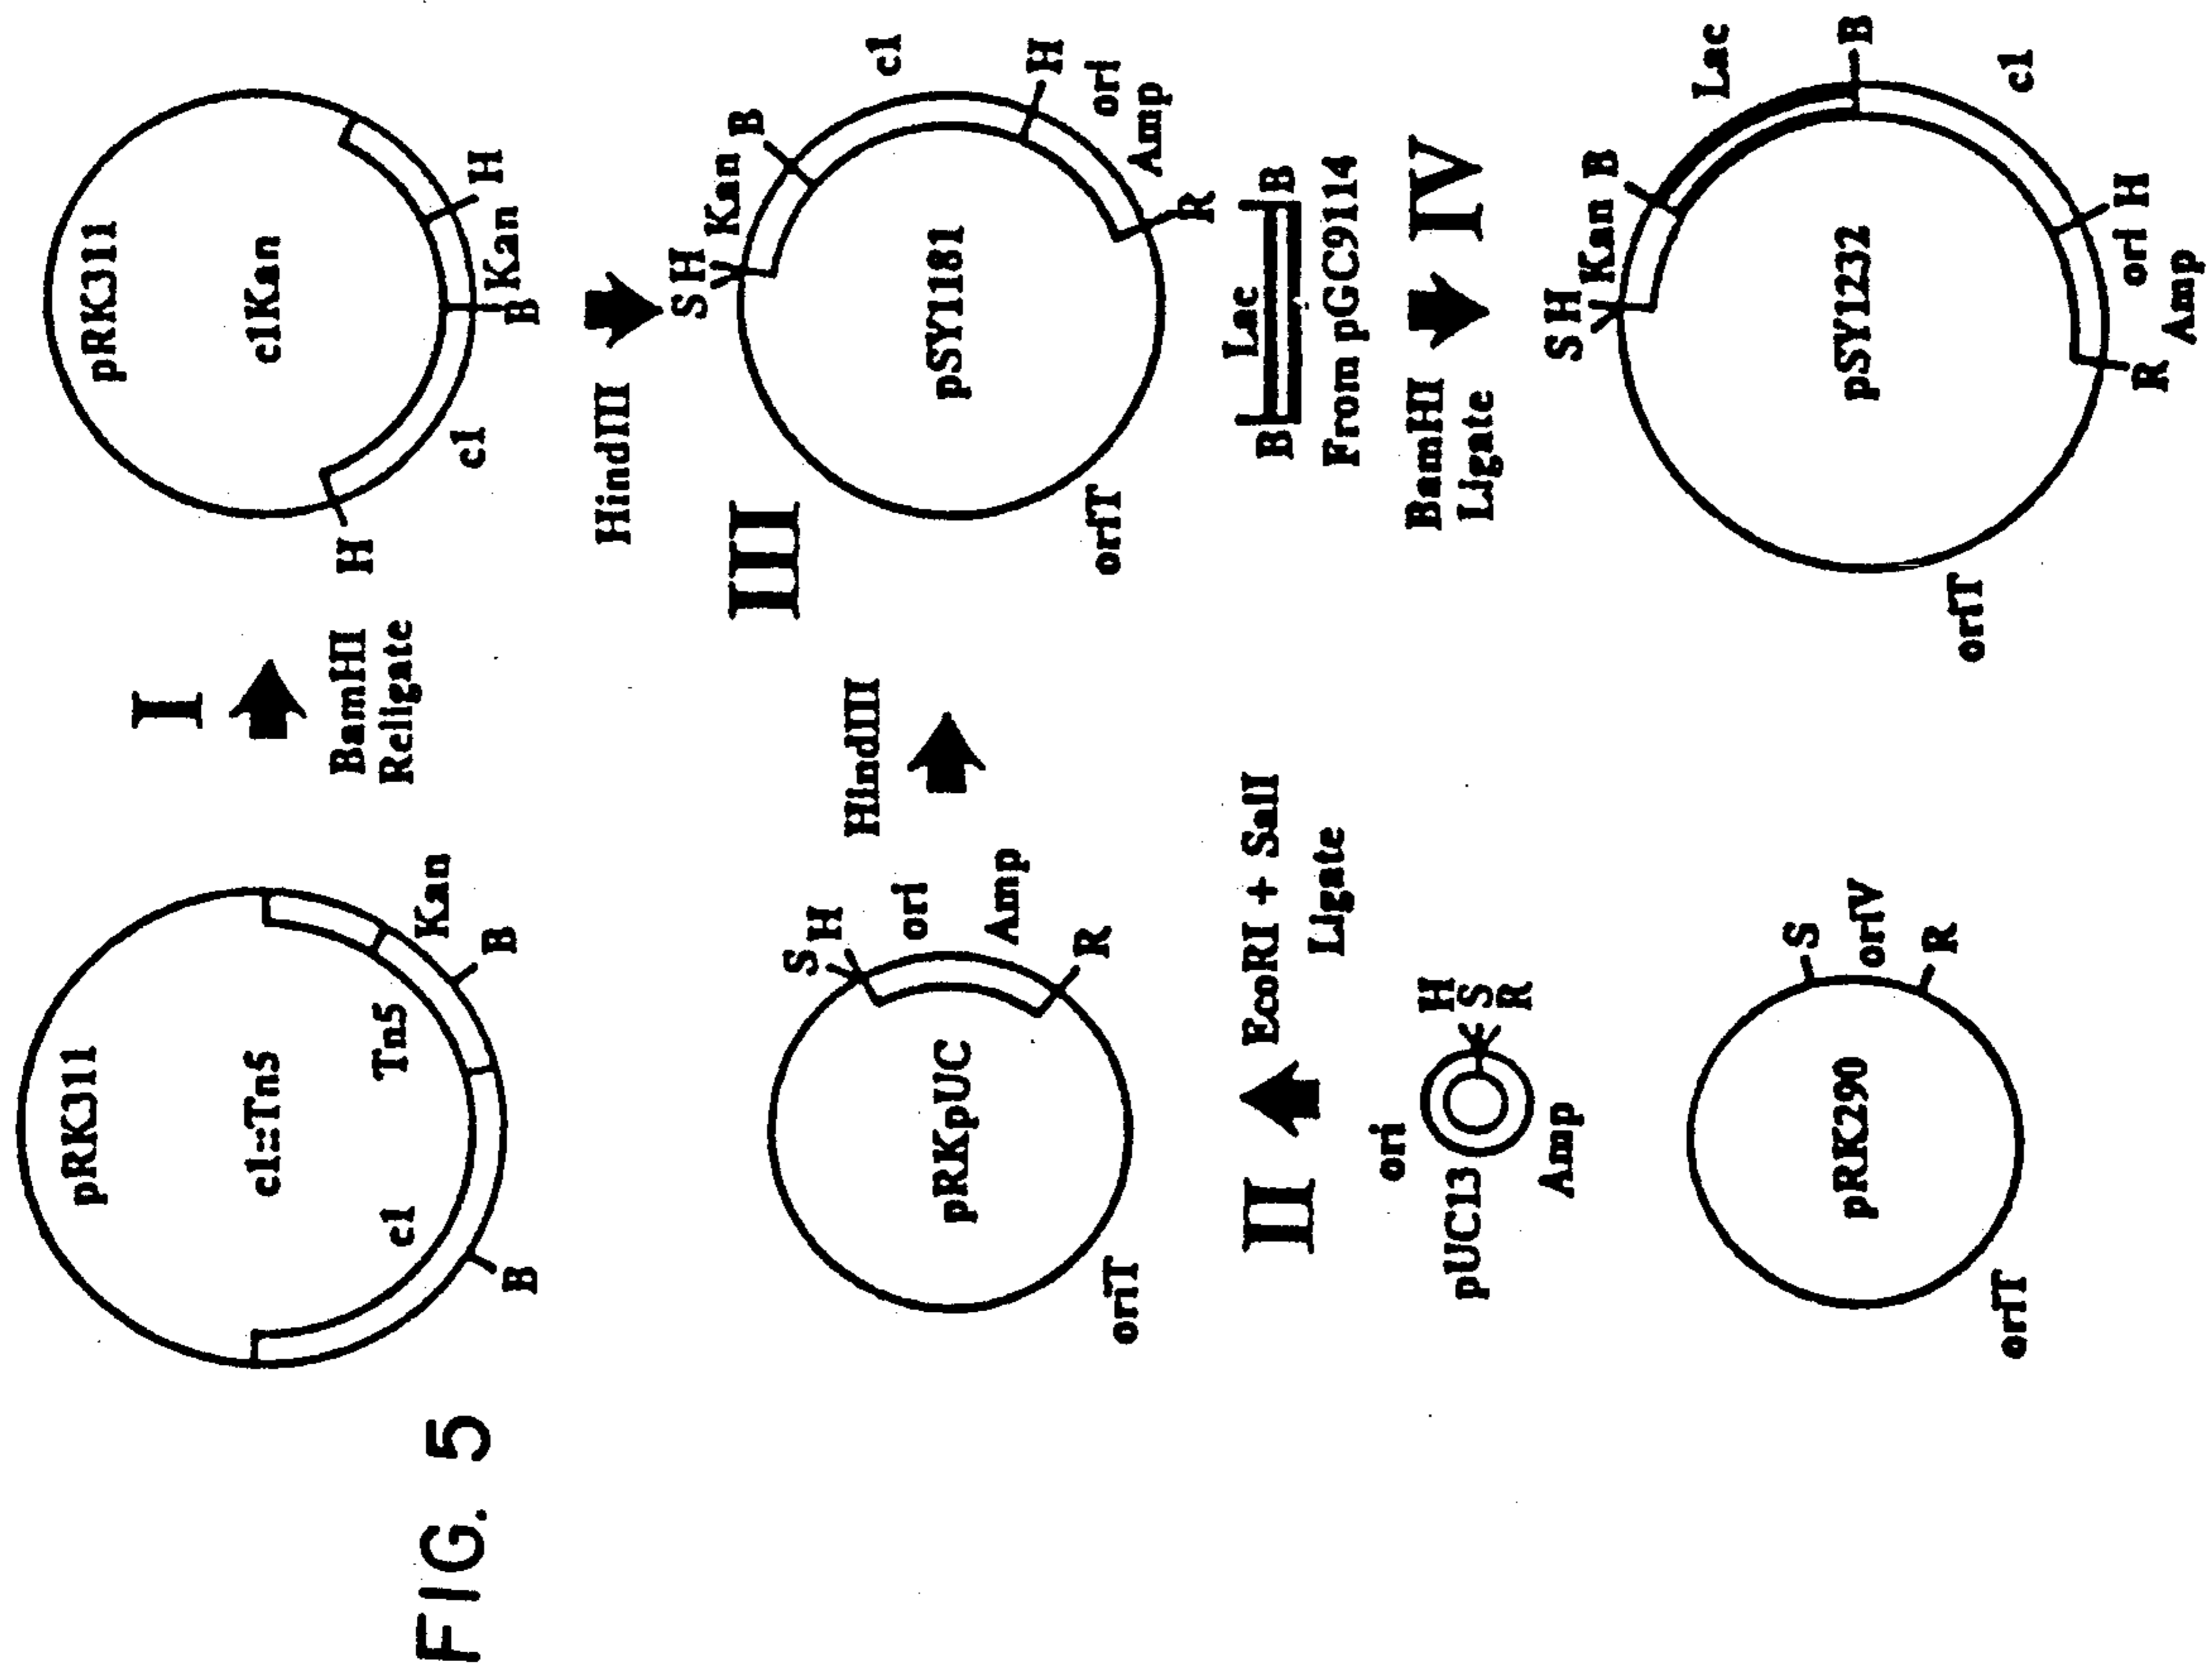 FIG. 5
pRK311
c1::Tn5
c1
Tn5
Kan
B
B
I
BamHI
Religate
pRK311
c1Kan
H
c1
B
Kan
H
HindIII
pRKpUC
S
H
ori
Amp
R
oriT
HindIII
III
pSY1181
S H
Kan
B
c1
H
ori
Amp
R
oriT
II
EcoRI + SalI
Ligate
pUC13
ori
Amp
H
S
R
B
Lac
B
From pGC9114
BamHI
Ligate
IV
pRK290
S
oriV
R
oriT
pSY1232
S H
Kan
B
Lac
B
c1
H
ori
Amp
R
oriT